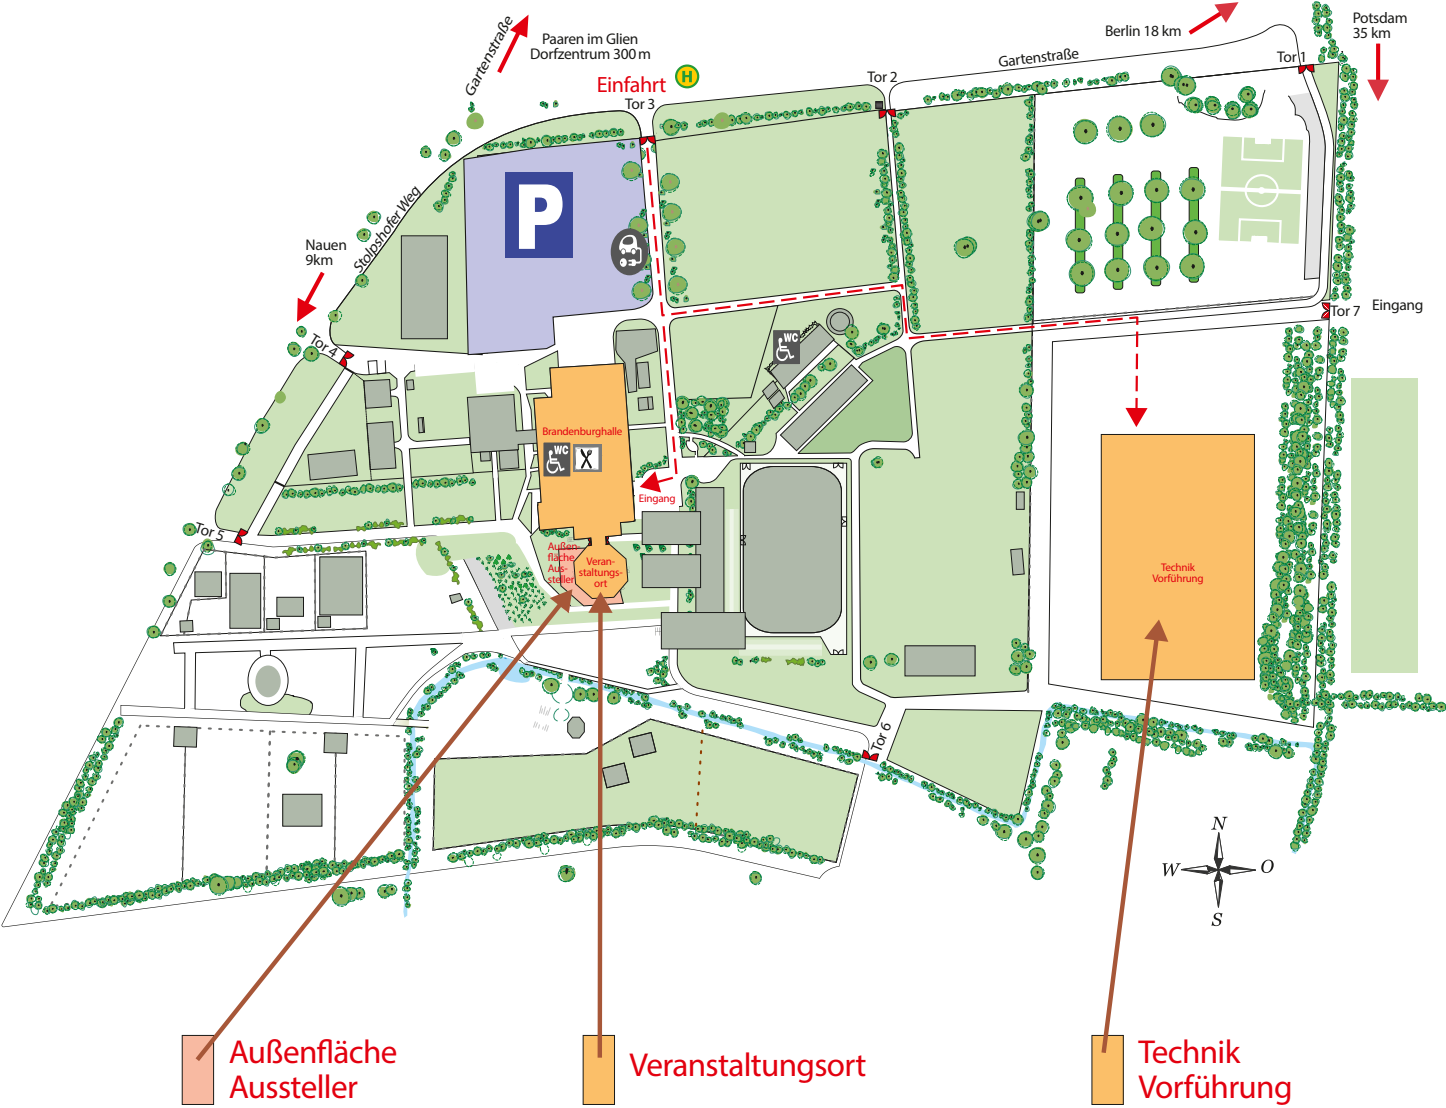 Gartenstraße
Paaren im Glien
Dorfzentrum 300 m
Einfahrt
H
Tor 3
Tor 2
Gartenstraße
Berlin 18 km
Tor 1
Potsdam
35 km
P
Stolpshofer Weg
Nauen
9km
Tor 4
Tor 7
Eingang
WC
Brandenburghalle
WC
Eingang
Tor 5
Außen-
fläche
Aus-
steller
Veran-
staltungs-
ort
Technik
Vorführung
Tor 6
N
W
O
S
Außenfläche
Aussteller
Veranstaltungsort
Technik
Vorführung